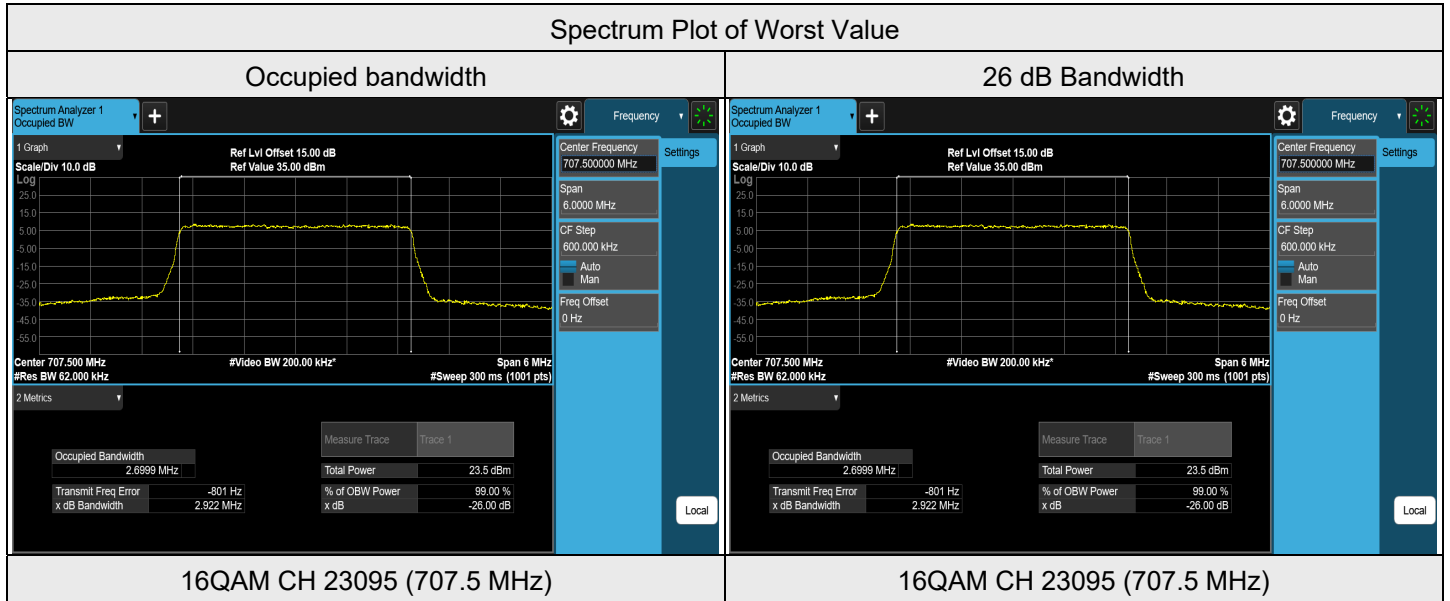 Spectrum Plot of Worst Value
Occupied bandwidth
26 dB Bandwidth
Spectrum Analyzer 1
Occupied BW
+
Frequency
1 Graph
Scale/Div 10.0 dB
Ref Lvl Offset 15.00 dB
Ref Value 35.00 dBm
Log
25.0
15.0
5.00
-5.00
-15.0
-25.0
-35.0
-45.0
-55.0
Center 707.500 MHz
#Res BW 62.000 kHz
#Video BW 200.00 kHz*
Span 6 MHz
#Sweep 300 ms (1001 pts)
Center Frequency
707.500000 MHz
Settings
Span
6.0000 MHz
CF Step
600.000 kHz
Auto
Man
Freq Offset
0 Hz
2 Metrics
Measure Trace Trace 1
Occupied Bandwidth
2.6999 MHz
Total Power 23.5 dBm
Transmit Freq Error -801 Hz
% of OBW Power 99.00 %
x dB Bandwidth 2.922 MHz
x dB -26.00 dB
Local
Spectrum Analyzer 1
Occupied BW
+
Frequency
1 Graph
Scale/Div 10.0 dB
Ref Lvl Offset 15.00 dB
Ref Value 35.00 dBm
Log
25.0
15.0
5.00
-5.00
-15.0
-25.0
-35.0
-45.0
-55.0
Center 707.500 MHz
#Res BW 62.000 kHz
#Video BW 200.00 kHz*
Span 6 MHz
#Sweep 300 ms (1001 pts)
Center Frequency
707.500000 MHz
Settings
Span
6.0000 MHz
CF Step
600.000 kHz
Auto
Man
Freq Offset
0 Hz
2 Metrics
Measure Trace Trace 1
Occupied Bandwidth
2.6999 MHz
Total Power 23.5 dBm
Transmit Freq Error -801 Hz
% of OBW Power 99.00 %
x dB Bandwidth 2.922 MHz
x dB -26.00 dB
Local
16QAM CH 23095 (707.5 MHz)
16QAM CH 23095 (707.5 MHz)